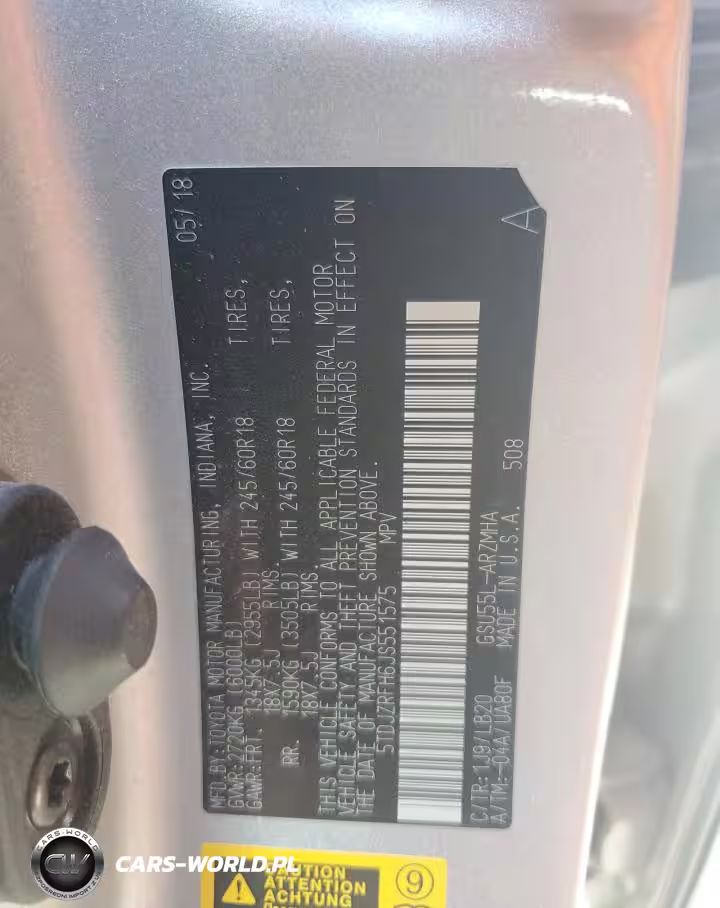 05/18
MFD.BY:TOYOTA MOTOR MANUFACTURING, INDIANA, INC.
GVWR:2720KG (6000LB)
GAWR:FRT. 1345KG (2955LB) WITH 245/60R18 TIRES,
18X7.5J RIMS.
RR. 1590KG (3505LB) WITH 245/60R18 TIRES,
18X7.5J RIMS.
THIS VEHICLE CONFORMS TO ALL APPLICABLE FEDERAL MOTOR
VEHICLE SAFETY AND THEFT PREVENTION STANDARDS IN EFFECT ON
THE DATE OF MANUFACTURE SHOWN ABOVE.
5TDJZRFH6JS551575 MPV
C/TR:1J9/LB20 GSU55L-ARZMHA
A/TM:-04A/UA80F MADE IN U.S.A. 508
A
CAUTION
ATTENTION
ACHTUNG
9
CARS-WORLD
CW
CARS-WORLD.PL